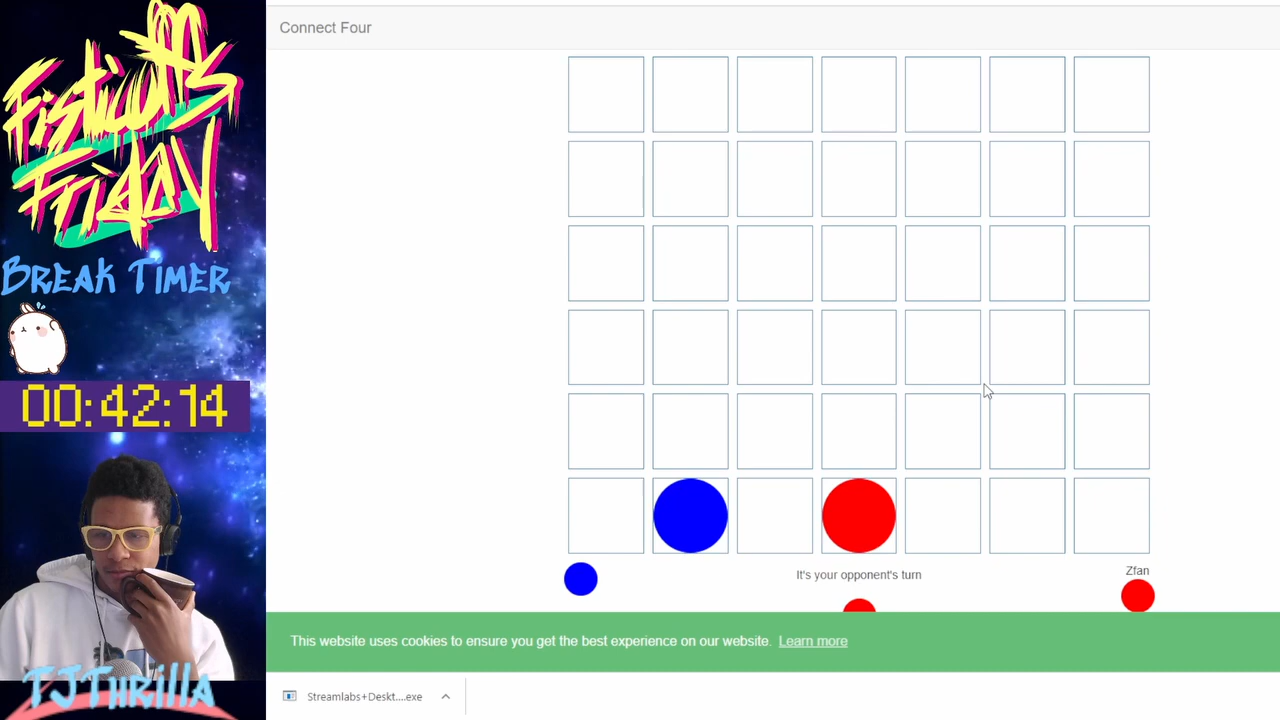 Fisticuffs
Friday
BREAK TIMER
00:42:14
TJTHRILLA
Connect Four
It's your opponent's turn
Zfan
This website uses cookies to ensure you get the best experience on our website. Learn more
Streamlabs+Deskt....exe